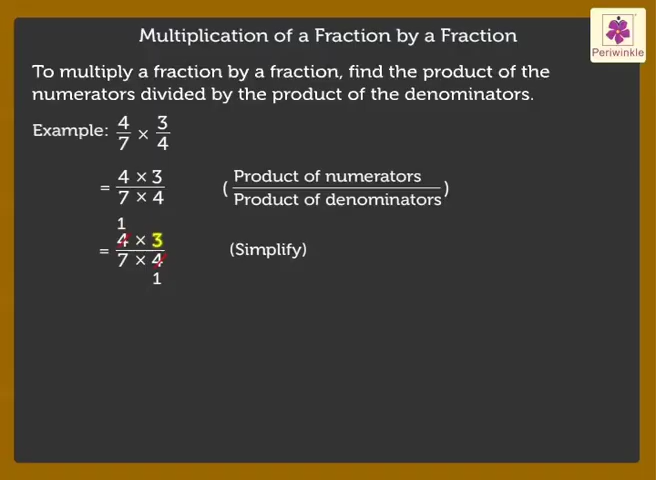 Multiplication of a Fraction by a Fraction
Periwinkle
To multiply a fraction by a fraction, find the product of the
numerators divided by the product of the denominators.
Example: 4/7 × 3/4
= 4 × 3 / 7 × 4 (Product of numerators / Product of denominators)
1
= 4 × 3 / 7 × 4 (Simplify)
1